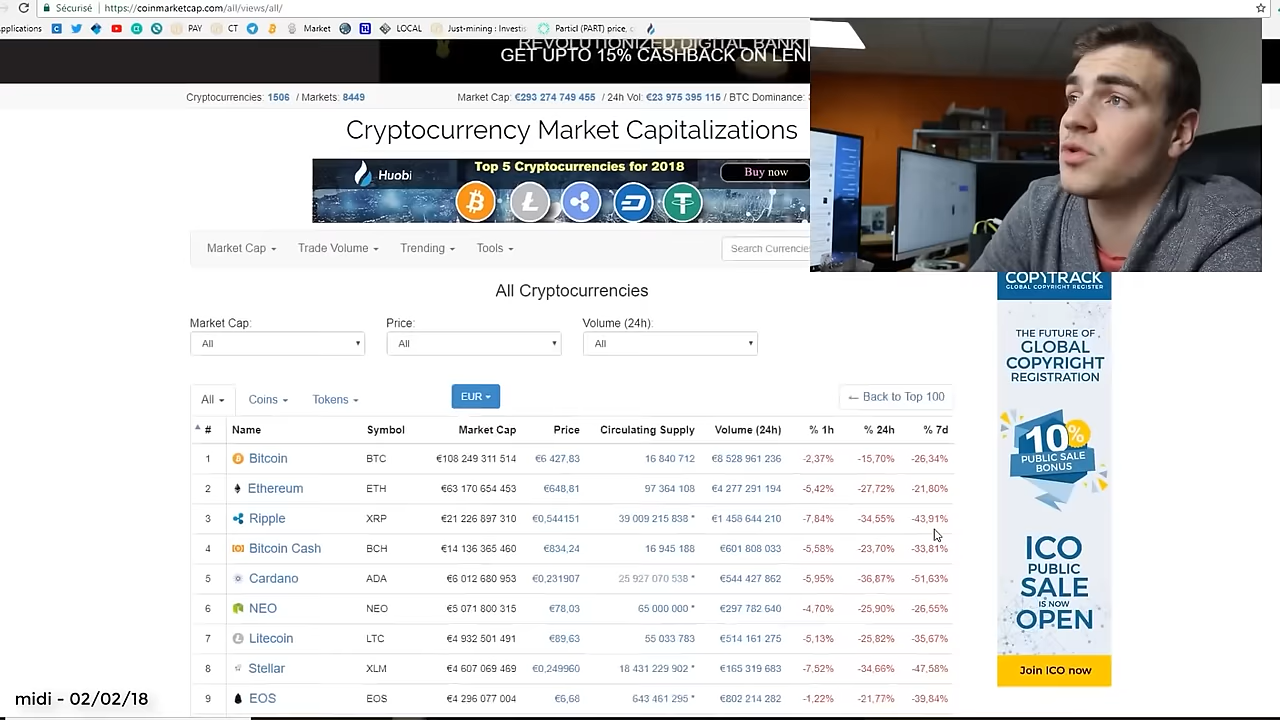 Sécurisé https://coinmarketcap.com/all/views/all/
PAY CT Market LOCAL Just-mining : Investis Particl (PART) price,
REVOLUTIONIZED DIGITAL BANK
GET UPTO 15% CASHBACK ON LEN
Cryptocurrencies: 1506 / Markets: 8449 Market Cap: €293 274 749 455 / 24h Vol: €23 975 395 115 / BTC Dominance:
Cryptocurrency Market Capitalizations
Huobi Top 5 Cryptocurrencies for 2018 Buy now
Market Cap Trade Volume Trending Tools Search Currencie
COPYTRACK
GLOBAL COPYRIGHT REGISTER
All Cryptocurrencies
Market Cap: Price: Volume (24h):
All All All
All Coins Tokens EUR ← Back to Top 100
# Name Symbol Market Cap Price Circulating Supply Volume (24h) % 1h % 24h % 7d
1 Bitcoin BTC €108 249 311 514 €6 427,83 16 840 712 €8 528 961 236 -2,37% -15,70% -26,34%
2 Ethereum ETH €63 170 654 453 €648,81 97 364 108 €4 277 291 194 -5,42% -27,72% -21,80%
3 Ripple XRP €21 226 897 310 €0,544151 39 009 215 838 * €1 458 644 210 -7,84% -34,55% -43,91%
4 Bitcoin Cash BCH €14 136 365 460 €834,24 16 945 188 €601 808 033 -5,58% -23,70% -33,81%
5 Cardano ADA €6 012 680 953 €0,231907 25 927 070 538 * €544 427 862 -5,95% -36,87% -51,63%
6 NEO NEO €5 071 800 315 €78,03 65 000 000 * €297 782 640 -4,70% -25,90% -26,55%
7 Litecoin LTC €4 932 501 491 €89,63 55 033 783 €514 161 275 -5,13% -25,82% -35,67%
8 Stellar XLM €4 607 069 469 €0,249960 18 431 229 902 * €165 319 683 -7,52% -34,66% -47,58%
9 EOS EOS €4 296 077 004 €6,68 643 461 295 * €802 214 282 -1,22% -21,77% -39,84%
THE FUTURE OF
GLOBAL
COPYRIGHT
REGISTRATION
10%
PUBLIC SALE
BONUS
ICO
PUBLIC
SALE
IS NOW
OPEN
Join ICO now
midi - 02/02/18